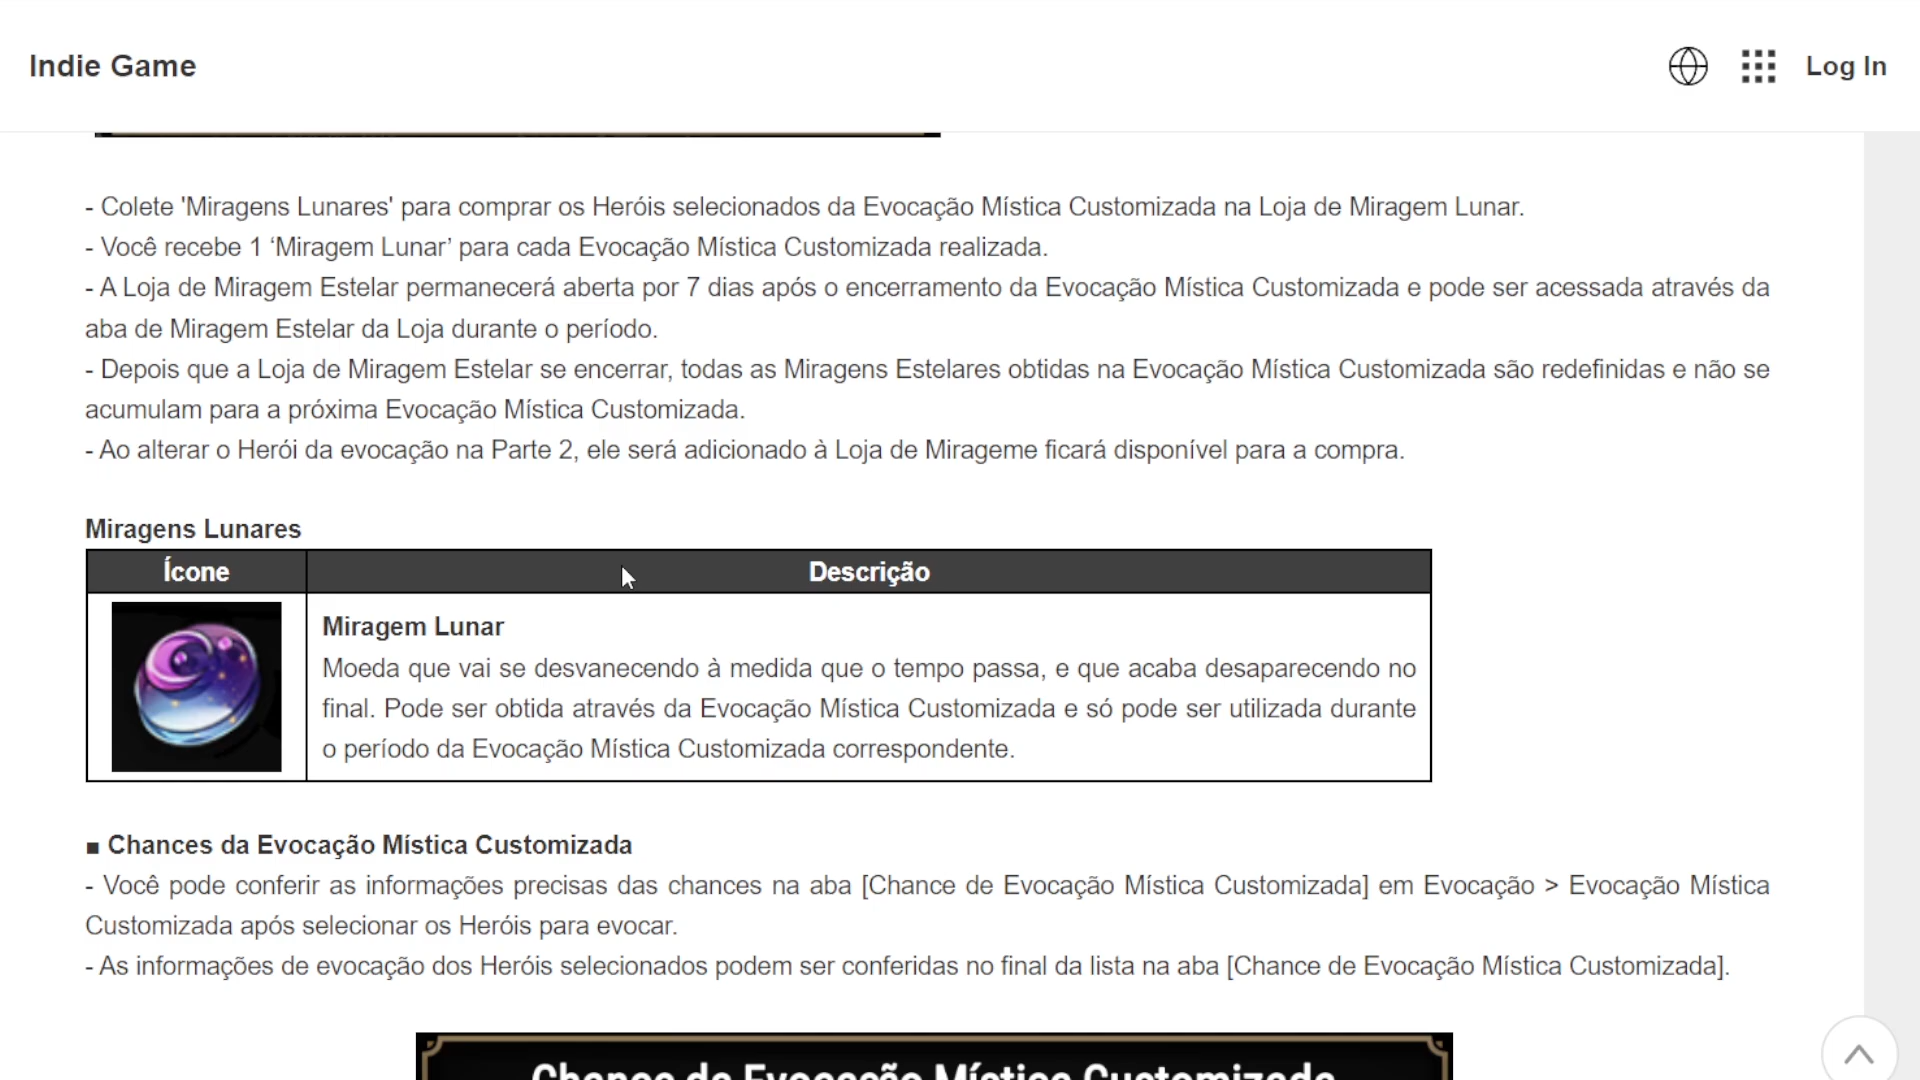 Indie Game
Log In
- Colete 'Miragens Lunares' para comprar os Heróis selecionados da Evocação Mística Customizada na Loja de Miragem Lunar.
- Você recebe 1 ‘Miragem Lunar’ para cada Evocação Mística Customizada realizada.
- A Loja de Miragem Estelar permanecerá aberta por 7 dias após o encerramento da Evocação Mística Customizada e pode ser acessada através da
aba de Miragem Estelar da Loja durante o período.
- Depois que a Loja de Miragem Estelar se encerrar, todas as Miragens Estelares obtidas na Evocação Mística Customizada são redefinidas e não se
acumulam para a próxima Evocação Mística Customizada.
- Ao alterar o Herói da evocação na Parte 2, ele será adicionado à Loja de Mirageme ficará disponível para a compra.
Miragens Lunares
Ícone
Descrição
Miragem Lunar
Moeda que vai se desvanecendo à medida que o tempo passa, e que acaba desaparecendo no
final. Pode ser obtida através da Evocação Mística Customizada e só pode ser utilizada durante
o período da Evocação Mística Customizada correspondente.
■ Chances da Evocação Mística Customizada
- Você pode conferir as informações precisas das chances na aba [Chance de Evocação Mística Customizada] em Evocação > Evocação Mística
Customizada após selecionar os Heróis para evocar.
- As informações de evocação dos Heróis selecionados podem ser conferidas no final da lista na aba [Chance de Evocação Mística Customizada].
Chance de Evocação Mística Customizada